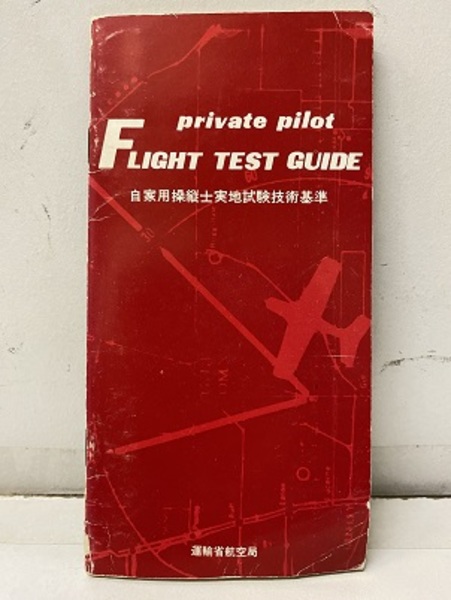 private pilot
FLIGHT TEST GUIDE
自家用操縦士実地試験技術基準
運輸省航空局